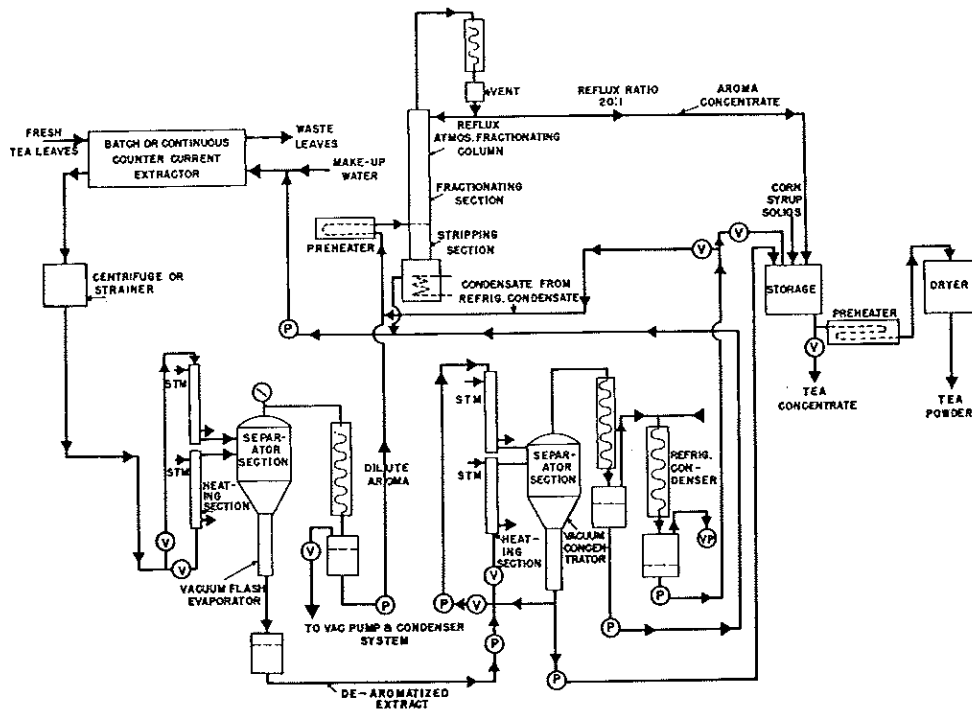 VENT
REFLUX RATIO
20:1
AROMA
CONCENTRATE
FRESH
TEA LEAVES
BATCH OR CONTINUOUS
COUNTER CURRENT
EXTRACTOR
WASTE
LEAVES
MAKE-UP
WATER
REFLUX
ATMOS. FRACTIONATING
COLUMN
FRACTIONATING
SECTION
STRIPPING
SECTION
PREHEATER
CORN
SYRUP
SOLIDS
V
V
CENTRIFUGE OR
STRAINER
CONDENSATE FROM
REFRIG. CONDENSATE
STORAGE
DRYER
PREHEATER
P
V
TEA
CONCENTRATE
TEA
POWDER
STM
STM
SEPAR-
ATOR
SECTION
HEAT-
ING
SECTION
V
V
VACUUM FLASH
EVAPORATOR
DILUTE
AROMA
V
P
TO VAC PUMP & CONDENSER
SYSTEM
STM
STM
SEPAR-
ATOR
SECTION
HEAT-
ING
SECTION
VACUUM
CONCEN-
TRATOR
REFRIG.
CON-
DENSER
VP
V
P
V
P
P
P
P
DE-AROMATIZED
EXTRACT